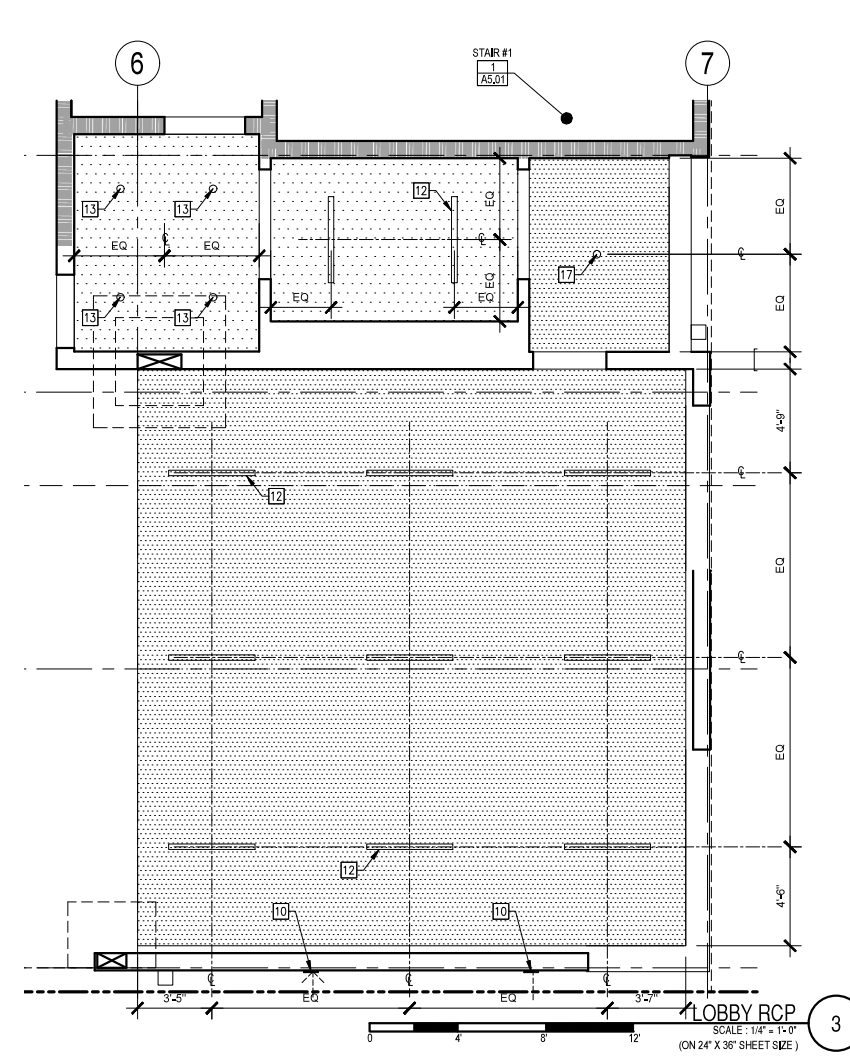 6
STAIR #1
1
A5.01
7
12
EQ
13
13
EQ
EQ
℄
℄
℄
17
EQ
EQ
EQ
EQ
EQ
13
13
4'-9"
℄
12
EQ
℄
EQ
12
4'-6"
10
10
℄
℄
℄
3'-5"
EQ
EQ
3'-7"
LOBBY RCP
3
SCALE : 1/4" = 1'- 0"
(ON 24" X 36" SHEET SIZE )
0
4'
8'
12'